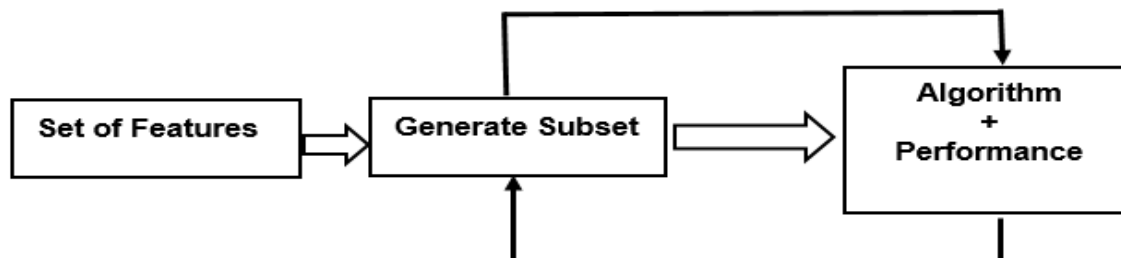 Set of Features
Generate Subset
Algorithm
+
Performance